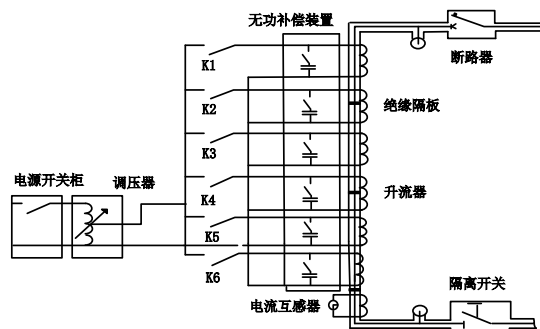 无功补偿装置
断路器
K1
K2
绝缘隔板
K3
电源开关柜
调压器
K4
升流器
K5
K6
隔离开关
电流互感器